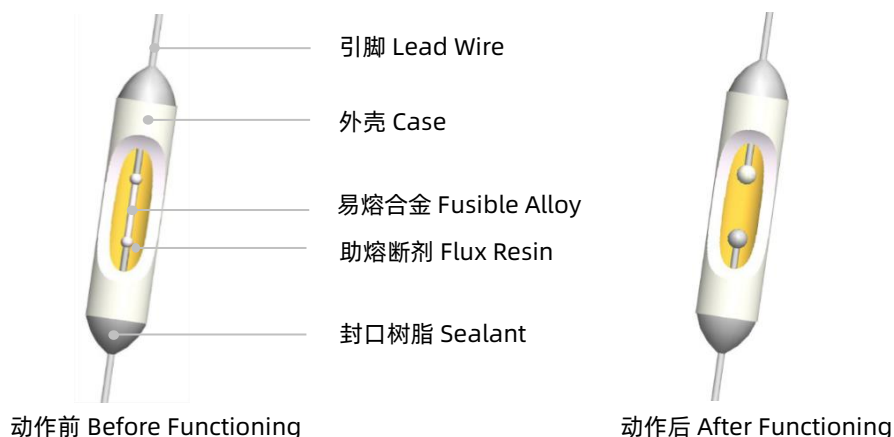 引脚 Lead Wire
外壳 Case
易熔合金 Fusible Alloy
助熔断剂 Flux Resin
封口树脂 Sealant
动作前 Before Functioning
动作后 After Functioning